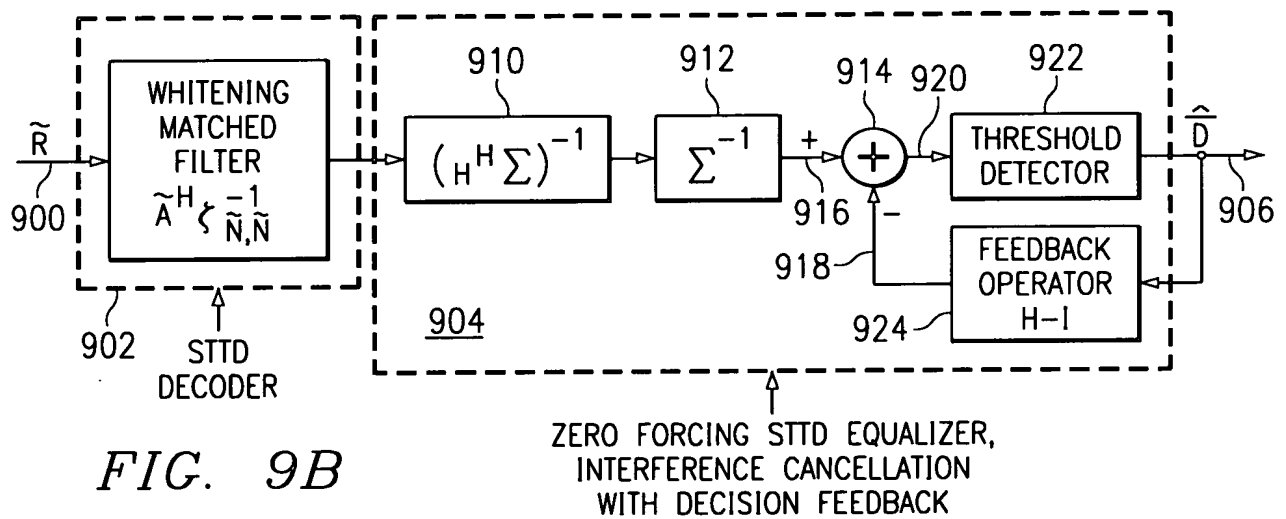 R̃
900
WHITENING
MATCHED
FILTER
Ã^H ζ^-1 Ñ,Ñ
902
STTD
DECODER
910
(H^H Σ)^-1
912
Σ^-1
914
+
916
+
-
918
920
922
THRESHOLD
DETECTOR
D̂
906
FEEDBACK
OPERATOR
H-I
924
904
ZERO FORCING STTD EQUALIZER,
INTERFERENCE CANCELLATION
WITH DECISION FEEDBACK
FIG. 9B